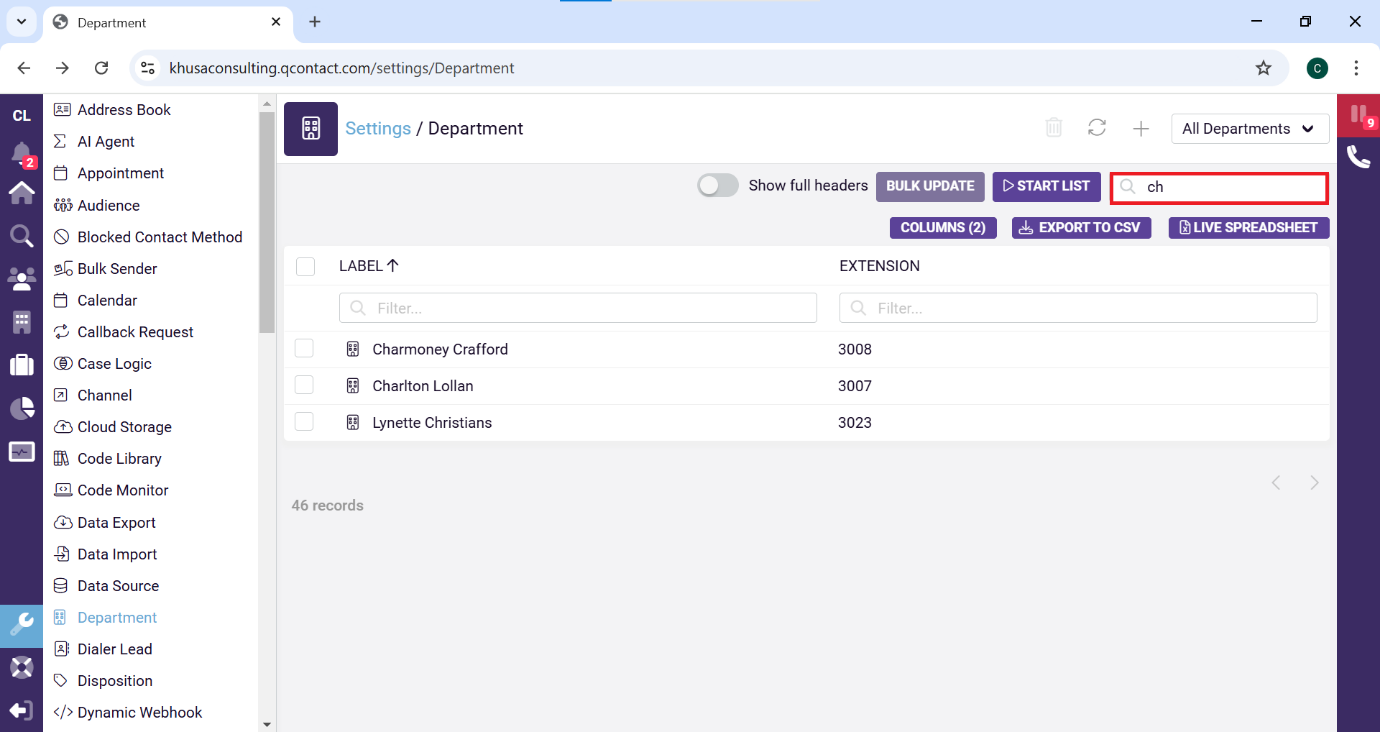 Department
khusaconsulting.qcontact.com/settings/Department
C
CL
2
Address Book
AI Agent
Appointment
Audience
Blocked Contact Method
Bulk Sender
Calendar
Callback Request
Case Logic
Channel
Cloud Storage
Code Library
Code Monitor
Data Export
Data Import
Data Source
Department
Dialer Lead
Disposition
Dynamic Webhook
Settings / Department
All Departments
9
Show full headers
BULK UPDATE
START LIST
ch
COLUMNS (2)
EXPORT TO CSV
LIVE SPREADSHEET
LABEL EXTENSION
Filter... Filter...
Charmoney Crafford 3008
Charlton Lollan 3007
Lynette Christians 3023
46 records